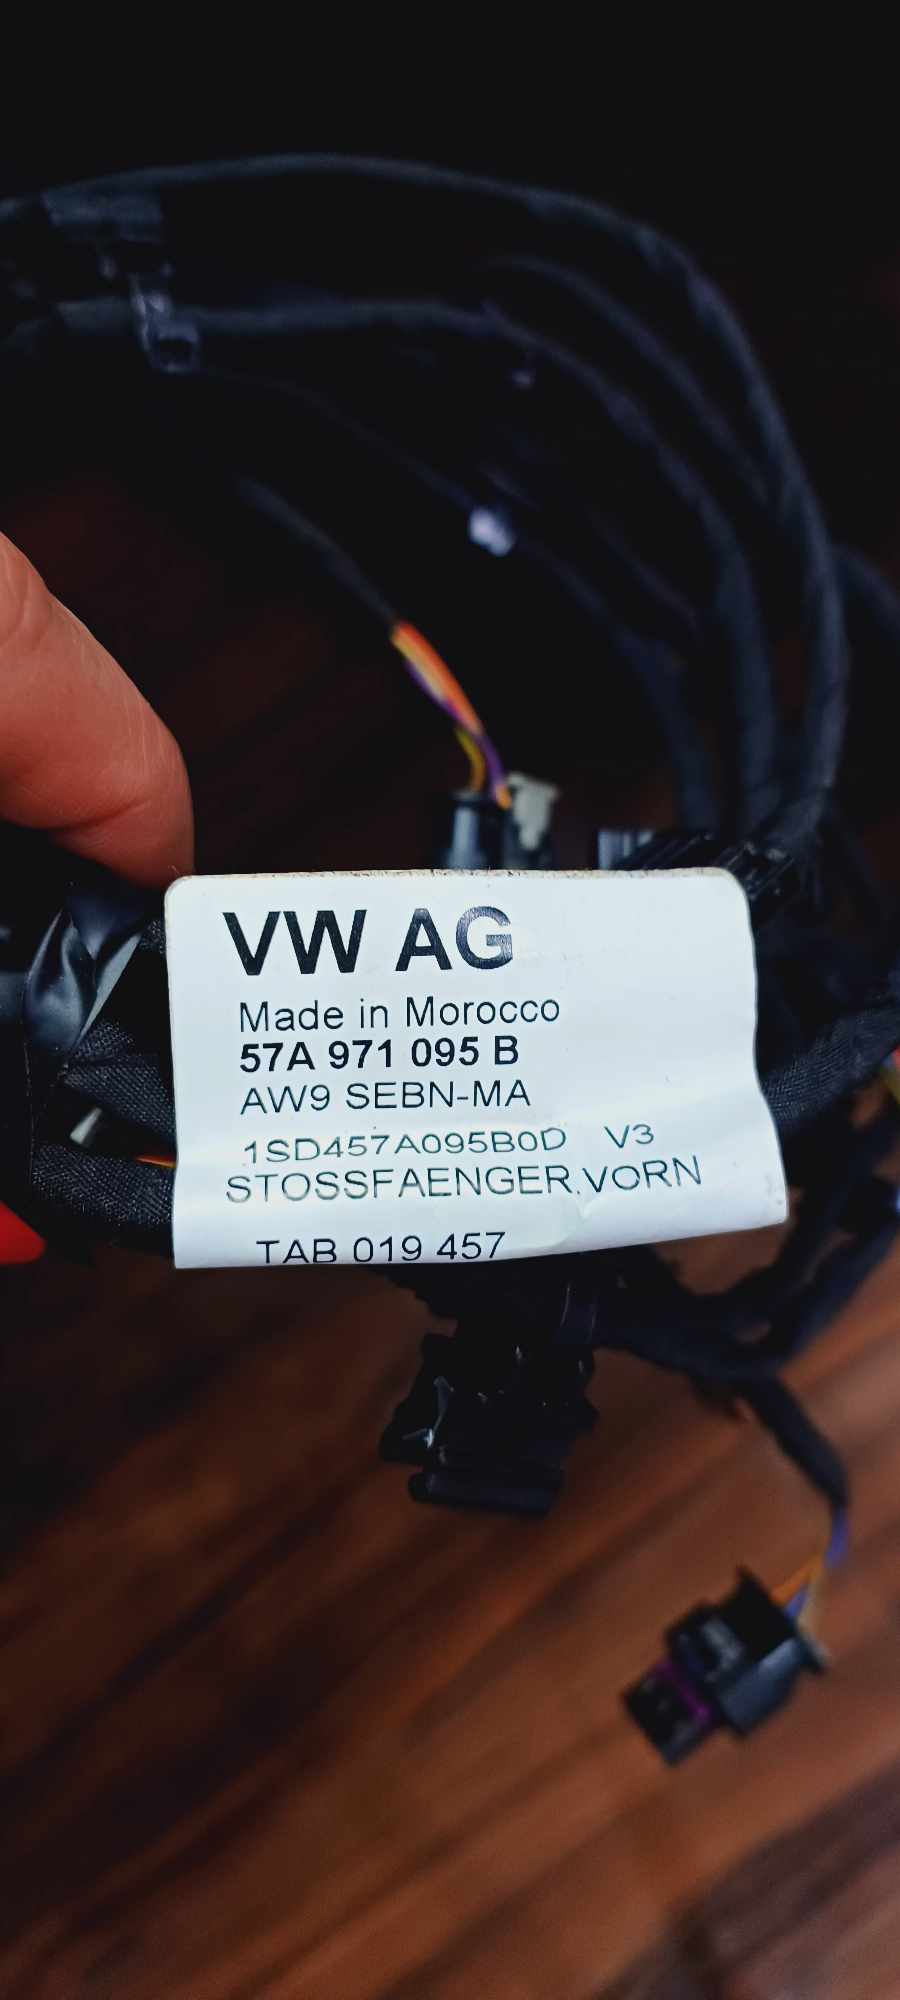 VW AG
Made in Morocco
57A 971 095 B
AW9 SEBN-MA
1SD457A095B0D V3
STOSSFAENGER,VORN
TAB 019 457